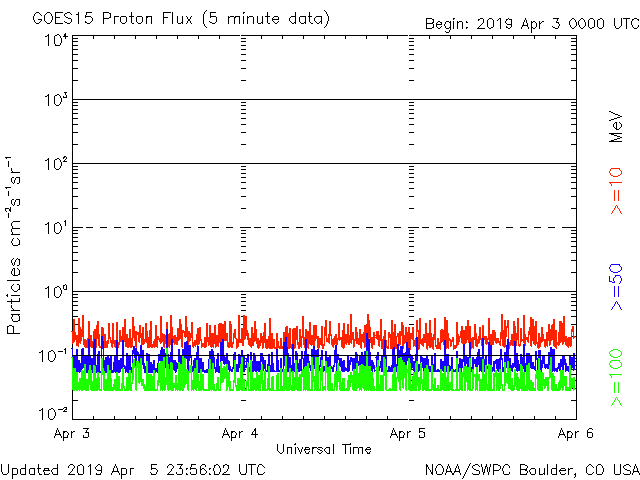 GOES15 Proton Flux (5 minute data)
Begin: 2019 Apr 3 0000 UTC
10⁴
10³
10²
10¹
10⁰
10⁻¹
10⁻²
Particles cm⁻²s⁻¹sr⁻¹
MeV
>=10
>=50
>=100
Apr 3 Apr 4 Apr 5 Apr 6
Universal Time
Updated 2019 Apr 5 23:56:02 UTC
NOAA/SWPC Boulder, CO USA